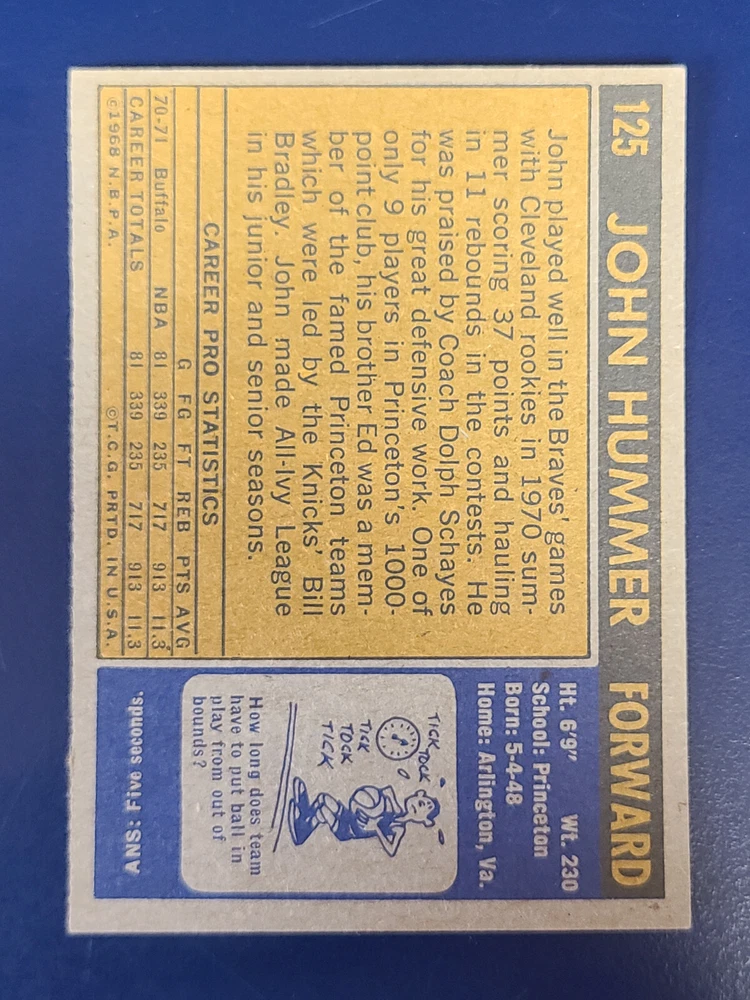 125 JOHN HUMMER FORWARD
John played well in the Braves' games
with Cleveland rookies in 1970 sum-
mer scoring 37 points and hauling
in 11 rebounds in the contests. He
was praised by Coach Dolph Schayes
for his great defensive work. One of
only 9 players in Princeton's 1000-
point club, his brother Ed was a mem-
ber of the famed Princeton teams
which were led by the Knicks' Bill
Bradley. John made All-Ivy League
in his junior and senior seasons.
CAREER PRO STATISTICS
G FG FT REB PTS AVG
70-71 Buffalo NBA 81 339 235 717 913 11.3
CAREER TOTALS 81 339 235 717 913 11.3
©1968 N.B.P.A. ©T.C.G. PRTD. IN U.S.A.
Ht. 6'9" Wt. 230
School: Princeton
Born: 5-4-48
Home: Arlington, Va.
TICK TOCK
TICK
TOCK
TICK
How long does team
have to put ball in
play from out of
bounds?
ANS: Five seconds.